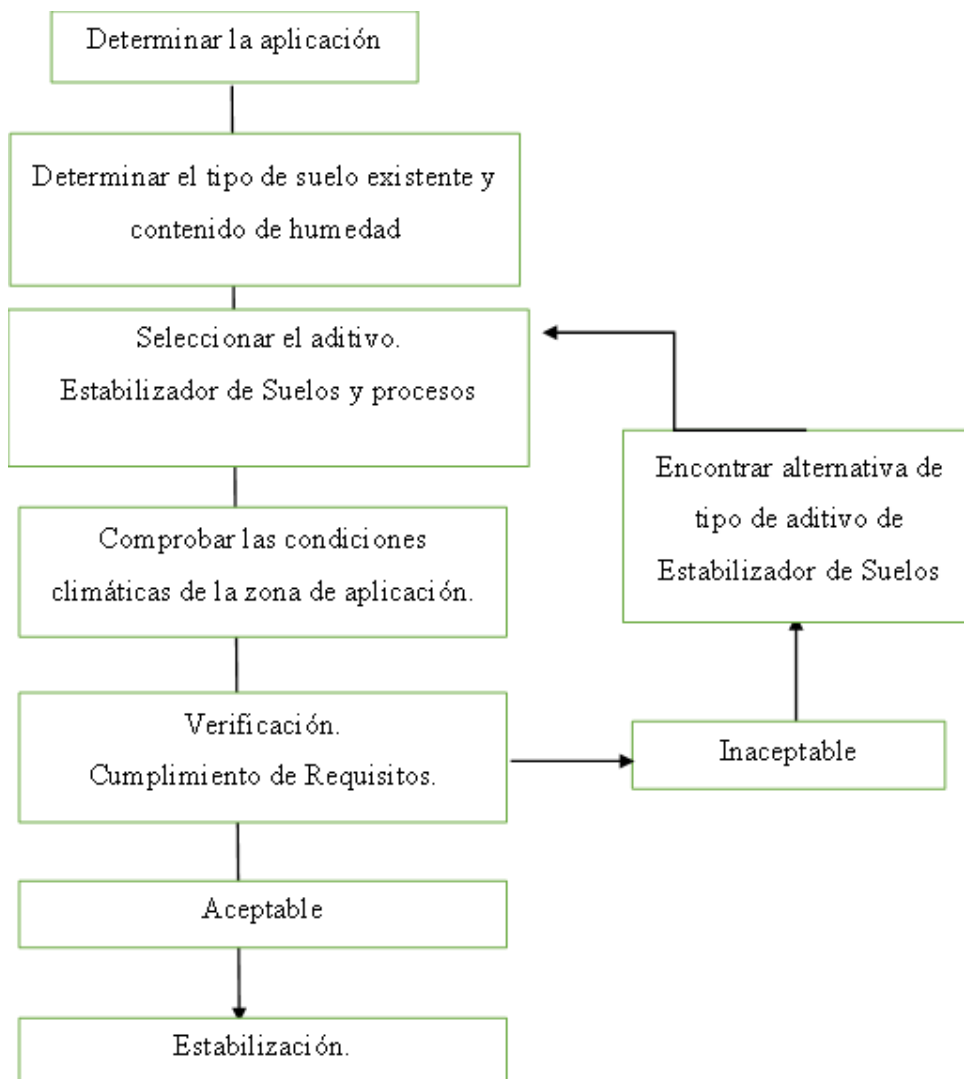 Determinar la aplicación
Determinar el tipo de suelo existente y
contenido de humedad
Seleccionar el aditivo.
Estabilizador de Suelos y procesos
Comprobar las condiciones
climáticas de la zona de aplicación.
Verificación.
Cumplimiento de Requisitos.
Aceptable
Estabilización.
Inaceptable
Encontrar alternativa de
tipo de aditivo de
Estabilizador de Suelos